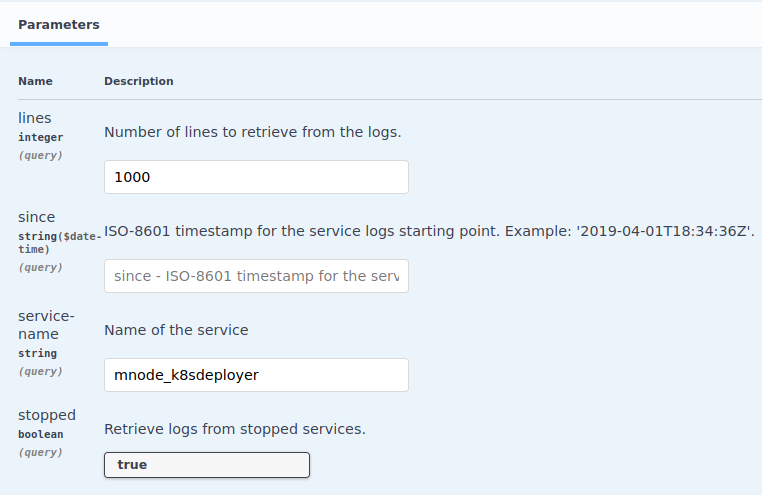 Parameters
Name Description
lines
integer
(query)
Number of lines to retrieve from the logs.
1000
since
string($date-
time)
(query)
ISO-8601 timestamp for the service logs starting point. Example: '2019-04-01T18:34:36Z'.
since - ISO-8601 timestamp for the serv
service-
name
string
(query)
Name of the service
mnode_k8sdeployer
stopped
boolean
(query)
Retrieve logs from stopped services.
true